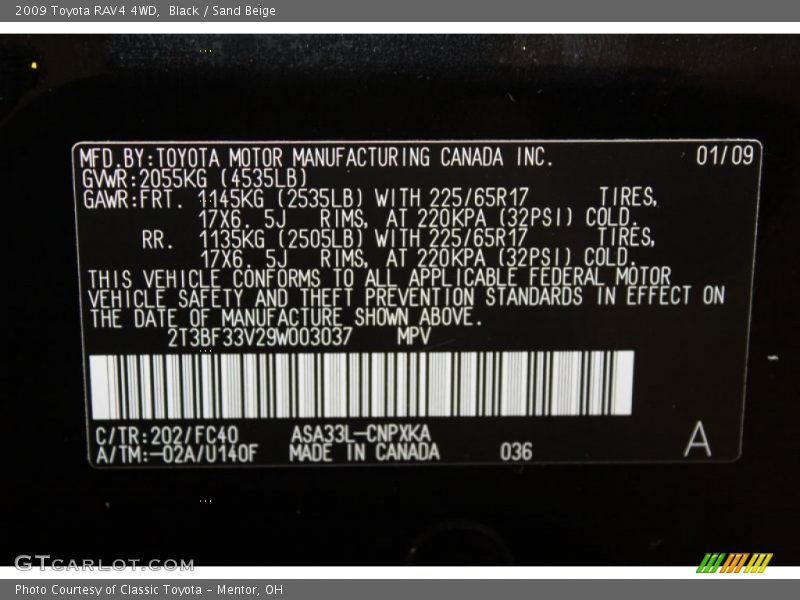 2009 Toyota RAV4 4WD, Black / Sand Beige
MFD.BY:TOYOTA MOTOR MANUFACTURING CANADA INC. 01/09
GVWR:2055KG (4535LB)
GAWR:FRT. 1145KG (2535LB) WITH 225/65R17 TIRES,
17X6. 5J RIMS, AT 220KPA (32PSI) COLD.
RR. 1135KG (2505LB) WITH 225/65R17 TIRES,
17X6. 5J RIMS, AT 220KPA (32PSI) COLD.
THIS VEHICLE CONFORMS TO ALL APPLICABLE FEDERAL MOTOR
VEHICLE SAFETY AND THEFT PREVENTION STANDARDS IN EFFECT ON
THE DATE OF MANUFACTURE SHOWN ABOVE.
2T3BF33V29W003037 MPV
C/TR:202/FC40 ASA33L-CNPXKA
A/TM:-02A/U140F MADE IN CANADA 036 A
GTCARLOT.COM
Photo Courtesy of Classic Toyota - Mentor, OH